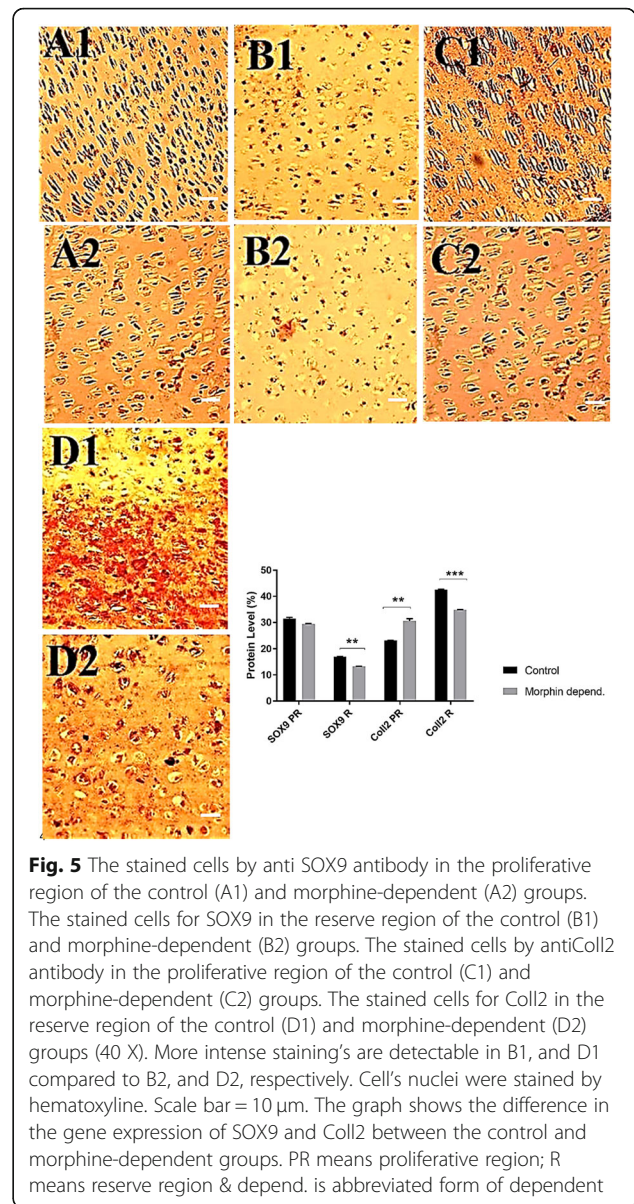 A1
B1
C1
A2
B2
C2
D1
D2
Protein Level (%)
50
40
30
20
10
0
**
**
***
SOX9 PR
SOX9 R
Coll2 PR
Coll2 R
Control
Morphin depend.
Fig. 5 The stained cells by anti SOX9 antibody in the proliferative
region of the control (A1) and morphine-dependent (A2) groups.
The stained cells for SOX9 in the reserve region of the control (B1)
and morphine-dependent (B2) groups. The stained cells by antiColl2
antibody in the proliferative region of the control (C1) and
morphine-dependent (C2) groups. The stained cells for Coll2 in the
reserve region of the control (D1) and morphine-dependent (D2)
groups (40 X). More intense staining's are detectable in B1, and D1
compared to B2, and D2, respectively. Cell's nuclei were stained by
hematoxyline. Scale bar = 10 μm. The graph shows the difference in
the gene expression of SOX9 and Coll2 between the control and
morphine-dependent groups. PR means proliferative region; R
means reserve region & depend. is abbreviated form of dependent